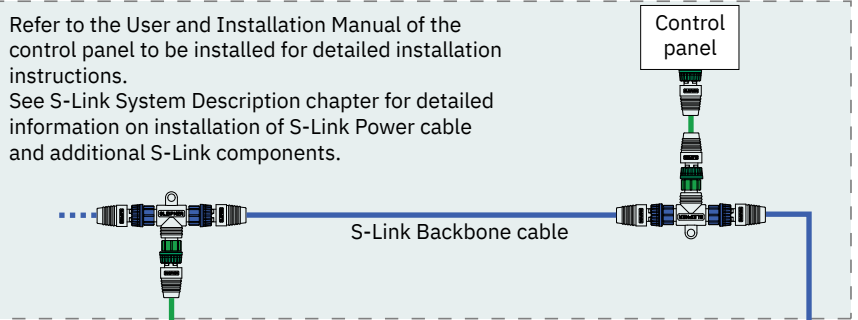 Refer to the User and Installation Manual of the
control panel to be installed for detailed installation
instructions.
See S-Link System Description chapter for detailed
information on installation of S-Link Power cable
and additional S-Link components.
Control
panel
S-Link Backbone cable